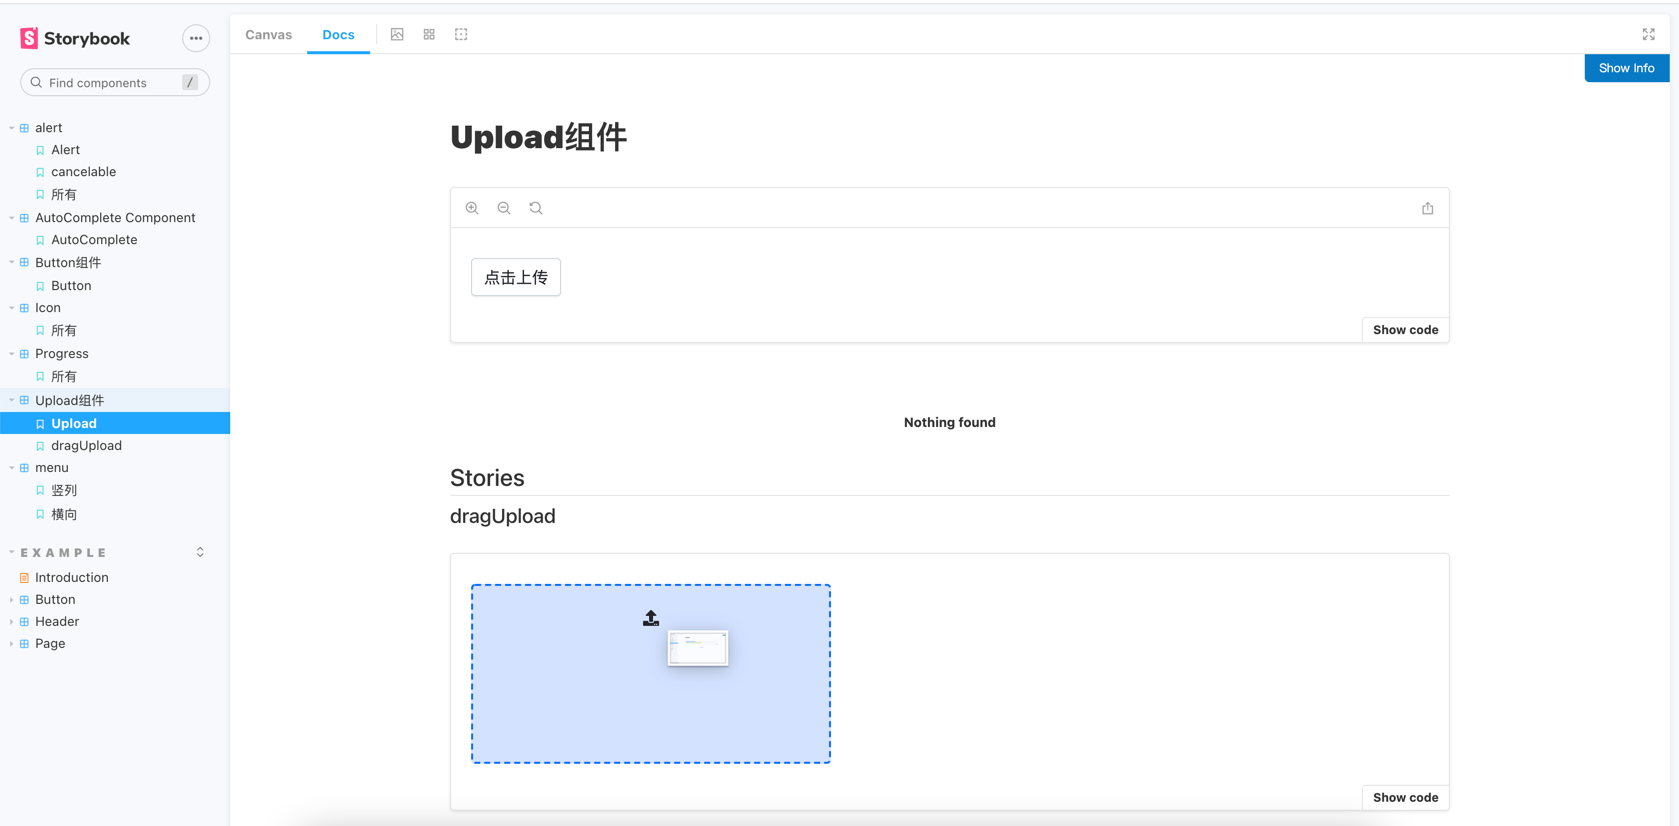 Storybook
Find components /
alert
Alert
cancelable
所有
AutoComplete Component
AutoComplete
Button组件
Button
Icon
所有
Progress
所有
Upload组件
Upload
dragUpload
menu
竖列
横向
EXAMPLE
Introduction
Button
Header
Page
Canvas Docs
Show Info
Upload组件
点击上传
Show code
Nothing found
Stories
dragUpload
Show code